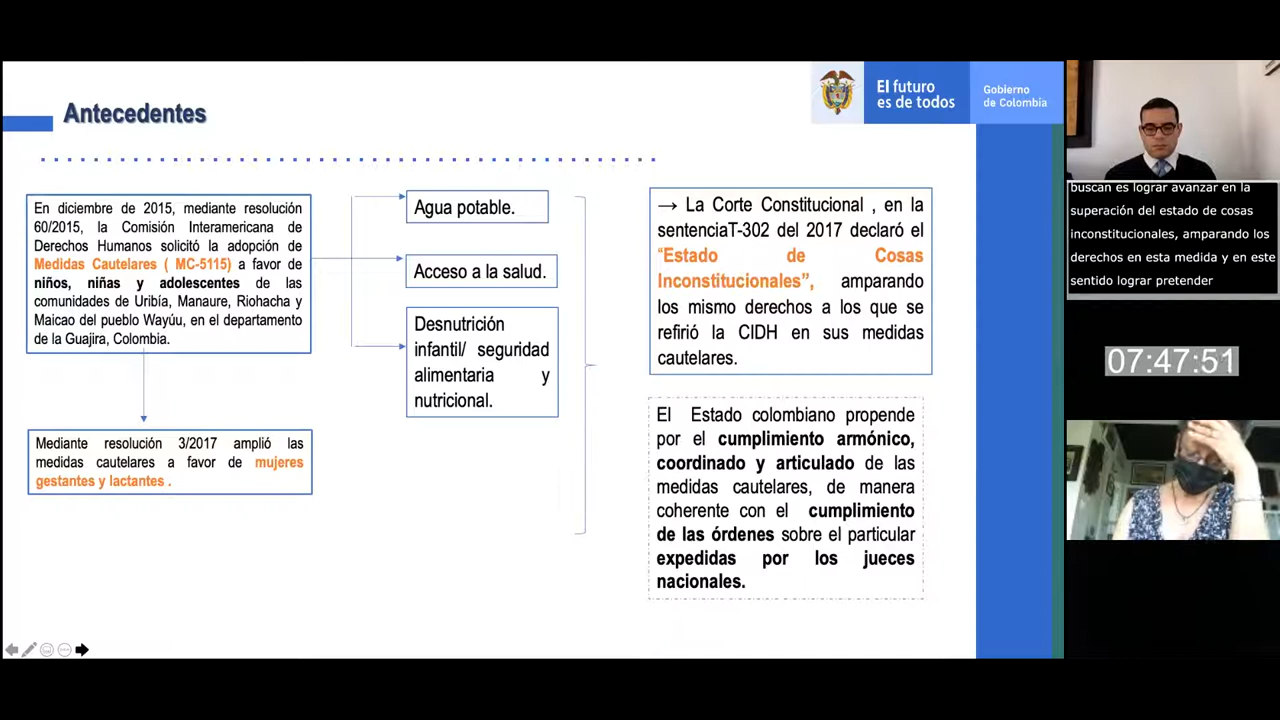 Antecedentes
El futuro
es de todos
Gobierno
de Colombia
En diciembre de 2015, mediante resolución
60/2015, la Comisión Interamericana de
Derechos Humanos solicitó la adopción de
Medidas Cautelares ( MC-5115) a favor de
niños, niñas y adolescentes de las
comunidades de Uribía, Manaure, Riohacha y
Maicao del pueblo Wayúu, en el departamento
de la Guajira, Colombia.
Mediante resolución 3/2017 amplió las
medidas cautelares a favor de mujeres
gestantes y lactantes .
Agua potable.
Acceso a la salud.
Desnutrición
infantil/ seguridad
alimentaria y
nutricional.
→ La Corte Constitucional , en la
sentenciaT-302 del 2017 declaró el
“Estado de Cosas
Inconstitucionales”, amparando
los mismo derechos a los que se
refirió la CIDH en sus medidas
cautelares.
El Estado colombiano propende
por el cumplimiento armónico,
coordinado y articulado de las
medidas cautelares, de manera
coherente con el cumplimiento
de las órdenes sobre el particular
expedidas por los jueces
nacionales.
buscan es lograr avanzar en la
superación del estado de cosas
inconstitucionales, amparando los
derechos en esta medida y en este
sentido lograr pretender
07:47:51